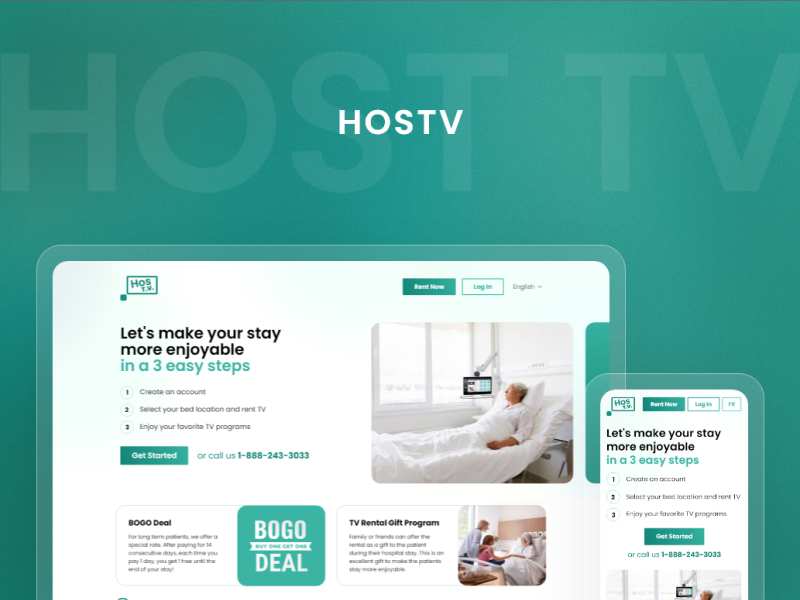 HOST TV
HOSTV
Hos
T.V.
Rent Now
Log In
English
Let's make your stay
more enjoyable
in a 3 easy steps
1 Create an account
2 Select your bed location and rent TV
3 Enjoy your favorite TV programs
Get Started
or call us 1-888-243-3033
BOGO Deal
For long term patients, we offer a
special rate. After paying for 14
consecutive days, each time you
pay 1 day, you get 1 free until the
end of your stay!
BOGO
BUY ONE GET ONE
DEAL
TV Rental Gift Program
Family or friends can offer the
rental as a gift to the patient
during their hospital stay. This is an
excellent gift to make the patients
stay more enjoyable.
Hos
T.V.
Rent Now
Log In
FR
Let's make your stay
more enjoyable
in a 3 easy steps
1 Create an account
2 Select your bed location and rent TV
3 Enjoy your favorite TV programs
Get Started
or call us 1-888-243-3033